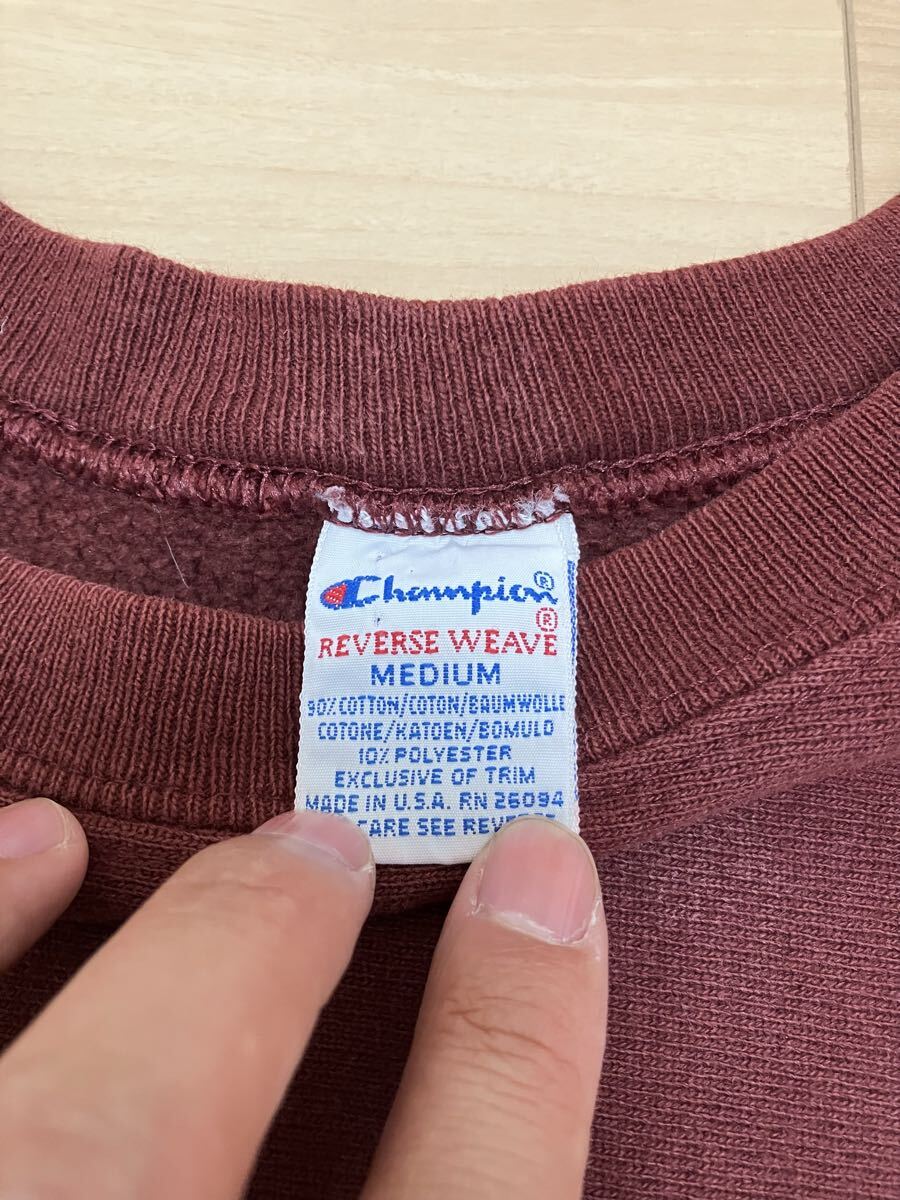 Champion®
REVERSE WEAVE®
MEDIUM
90% COTTON/COTON/BAUMWOLLE
COTONE/KATOEN/BOMULD
10% POLYESTER
EXCLUSIVE OF TRIM
MADE IN U.S.A. RN 26094
CARE SEE REVERSE